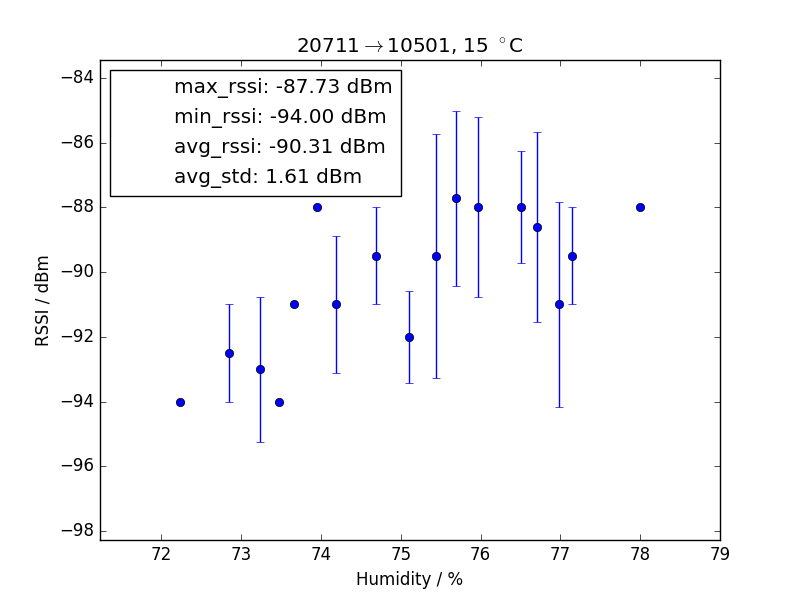 20711→10501, 15 °C
max_rssi: -87.73 dBm
min_rssi: -94.00 dBm
avg_rssi: -90.31 dBm
avg_std: 1.61 dBm
−84
−86
−88
−90
−92
−94
−96
−98
RSSI / dBm
72 73 74 75 76 77 78 79
Humidity / %